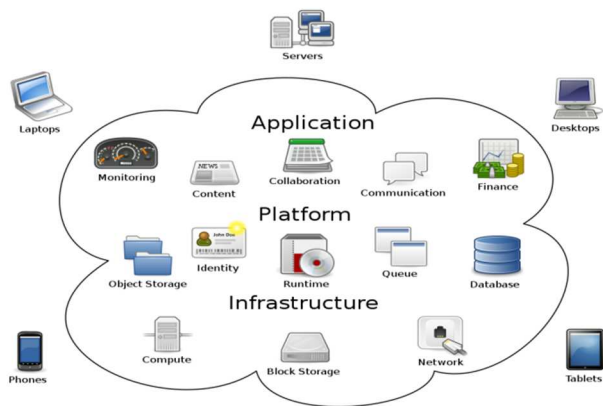 Servers
Laptops
Desktops
Application
Monitoring
NEWS
Content
Collaboration
Communication
Finance
Platform
John Doe
Object Storage
Identity
Runtime
Queue
Database
Infrastructure
Compute
Block Storage
Network
Phones
Tablets